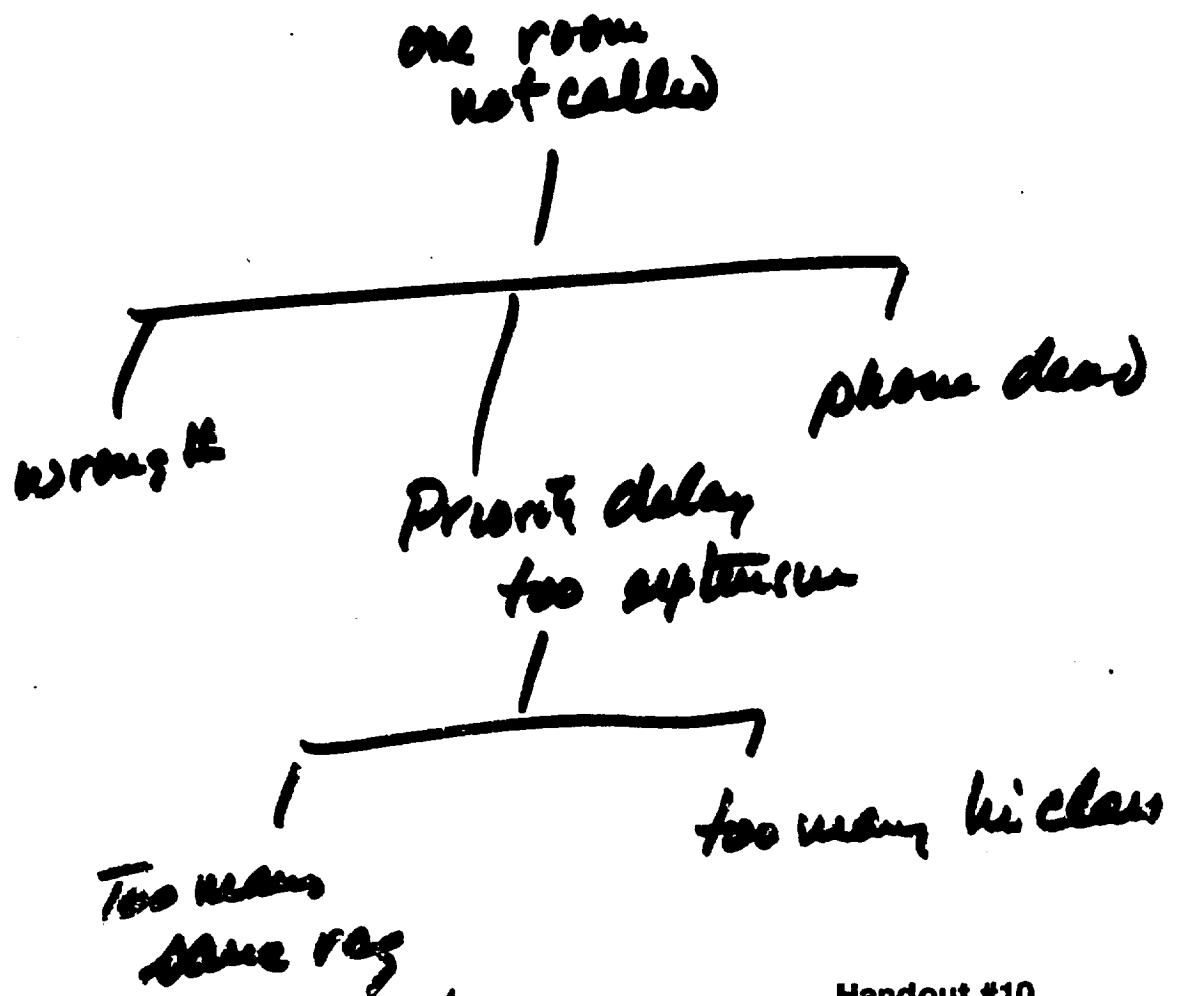 one room
not called
wrong #
phone dead
Priority delay
too extensive
too many hi class
Too many
same req
Handout #10